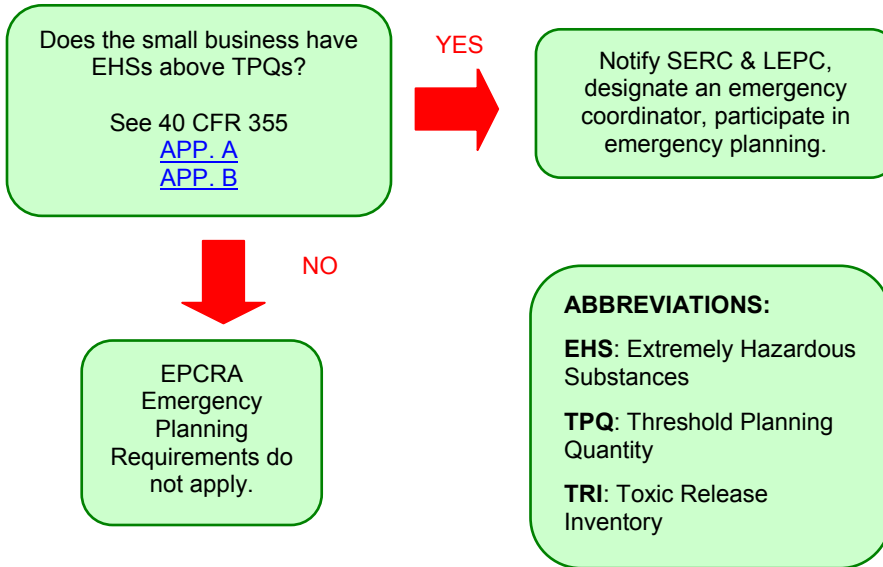 Does the small business have
EHSs above TPQs?
See 40 CFR 355
APP. A
APP. B
YES
Notify SERC & LEPC,
designate an emergency
coordinator, participate in
emergency planning.
NO
EPCRA
Emergency
Planning
Requirements do
not apply.
ABBREVIATIONS:
EHS: Extremely Hazardous
Substances
TPQ: Threshold Planning
Quantity
TRI: Toxic Release
Inventory